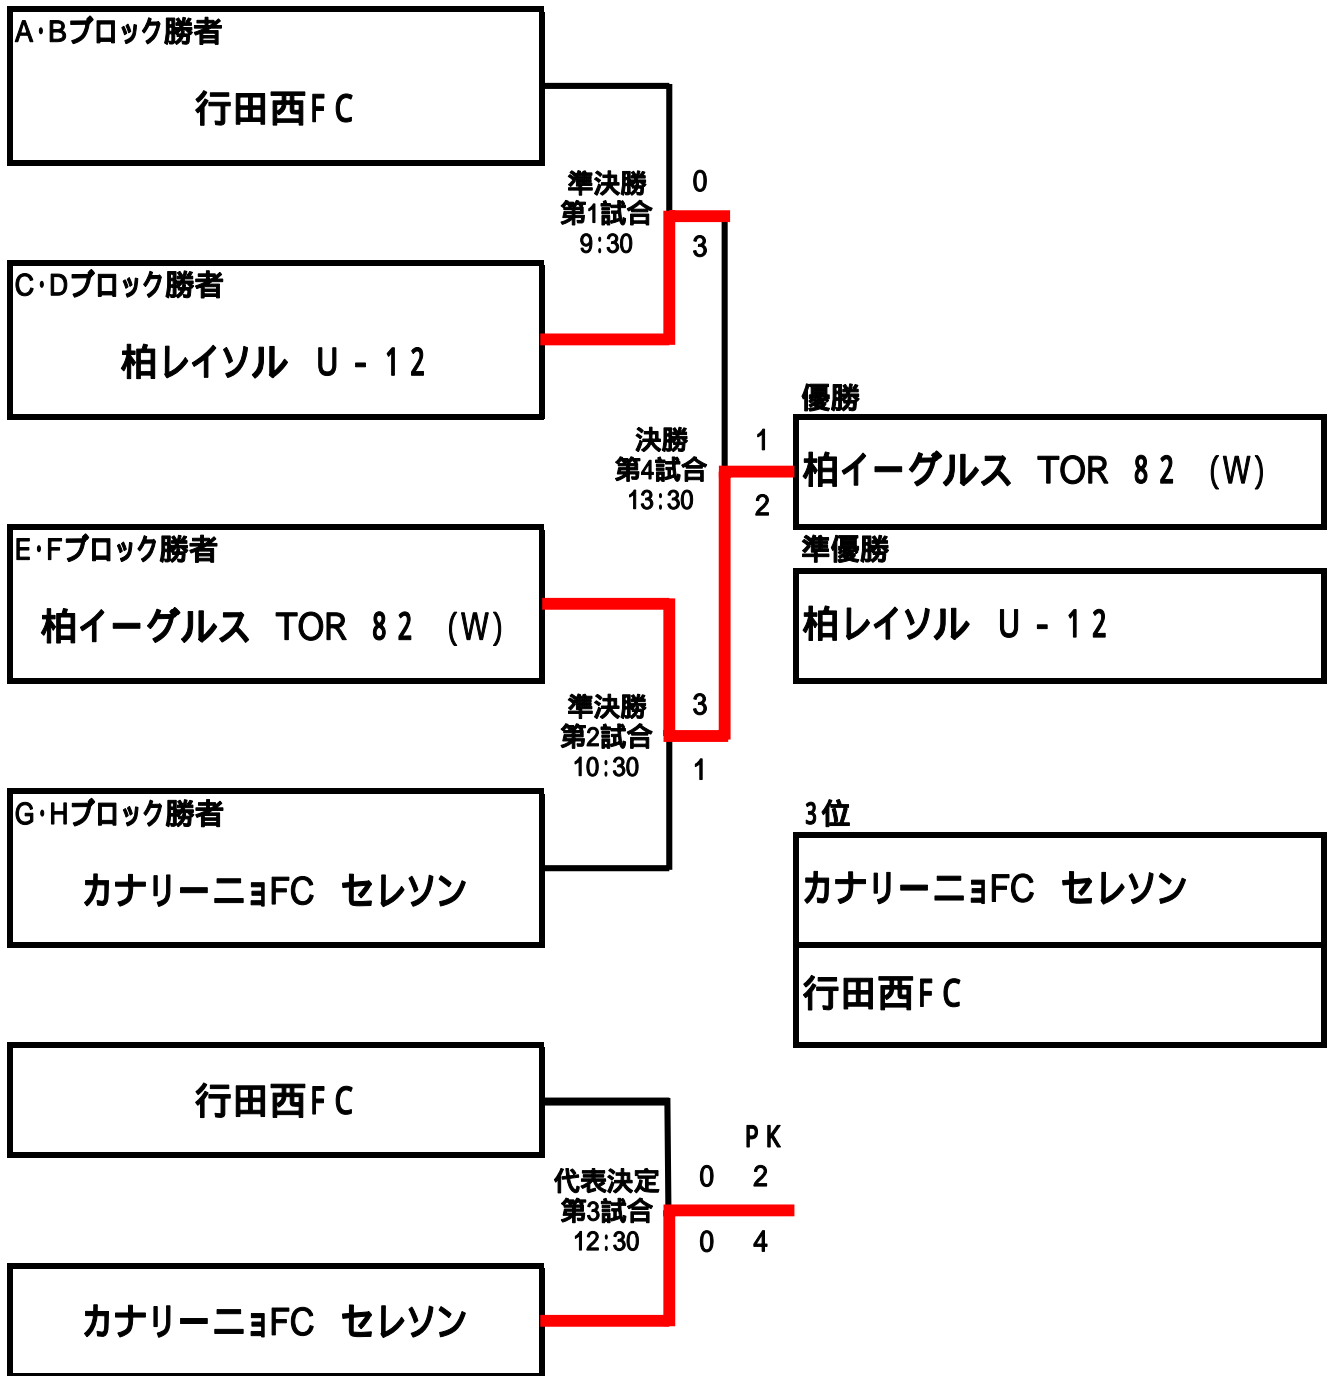 A・Bブロック勝者
行田西FC
準決勝
第1試合
9:30
0
3
C・Dブロック勝者
柏レイソル U-12
優勝
決勝
第4試合
13:30
1
2
柏イーグルス TOR 82 (W)
準優勝
柏レイソル U-12
E・Fブロック勝者
柏イーグルス TOR 82 (W)
準決勝
第2試合
10:30
3
1
G・Hブロック勝者
カナリーニョFC セレソン
3位
カナリーニョFC セレソン
行田西FC
行田西FC
PK
代表決定
第3試合
12:30
0 2
0 4
カナリーニョFC セレソン